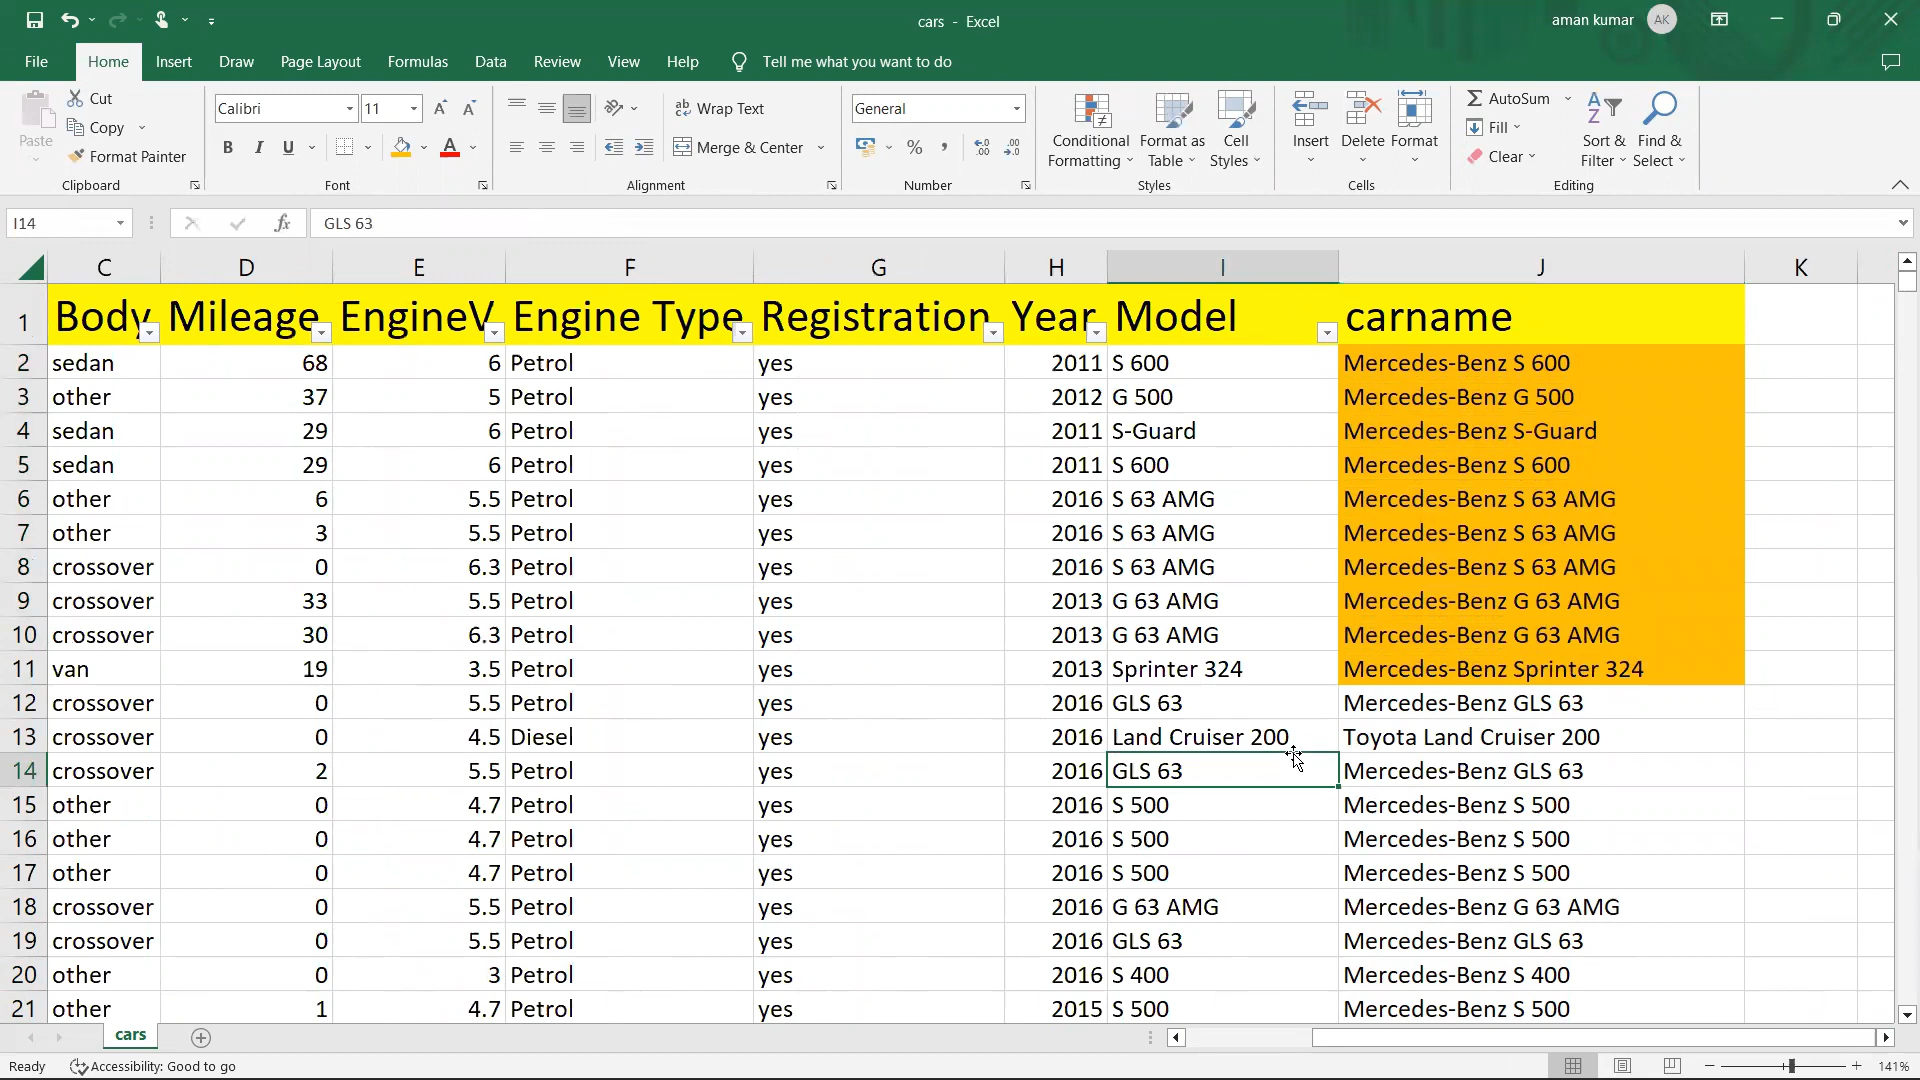 cars - Excel
aman kumar AK
File Home Insert Draw Page Layout Formulas Data Review View Help Tell me what you want to do
Paste
Cut
Copy
Format Painter
Clipboard
Calibri 11
B I U A
Font
ab Wrap Text
Merge & Center
Alignment
General
% ,
Number
Conditional Formatting
Format as Table
Cell Styles
Styles
Insert Delete Format
Cells
AutoSum
Fill
Clear
Sort & Filter
Find & Select
Editing
I14 fx GLS 63
C D E F G H I J K
1 Body Mileage EngineV Engine Type Registration Year Model carname
2 sedan 68 6 Petrol yes 2011 S 600 Mercedes-Benz S 600
3 other 37 5 Petrol yes 2012 G 500 Mercedes-Benz G 500
4 sedan 29 6 Petrol yes 2011 S-Guard Mercedes-Benz S-Guard
5 sedan 29 6 Petrol yes 2011 S 600 Mercedes-Benz S 600
6 other 6 5.5 Petrol yes 2016 S 63 AMG Mercedes-Benz S 63 AMG
7 other 3 5.5 Petrol yes 2016 S 63 AMG Mercedes-Benz S 63 AMG
8 crossover 0 6.3 Petrol yes 2016 S 63 AMG Mercedes-Benz S 63 AMG
9 crossover 33 5.5 Petrol yes 2013 G 63 AMG Mercedes-Benz G 63 AMG
10 crossover 30 6.3 Petrol yes 2013 G 63 AMG Mercedes-Benz G 63 AMG
11 van 19 3.5 Petrol yes 2013 Sprinter 324 Mercedes-Benz Sprinter 324
12 crossover 0 5.5 Petrol yes 2016 GLS 63 Mercedes-Benz GLS 63
13 crossover 0 4.5 Diesel yes 2016 Land Cruiser 200 Toyota Land Cruiser 200
14 crossover 2 5.5 Petrol yes 2016 GLS 63 Mercedes-Benz GLS 63
15 other 0 4.7 Petrol yes 2016 S 500 Mercedes-Benz S 500
16 other 0 4.7 Petrol yes 2016 S 500 Mercedes-Benz S 500
17 other 0 4.7 Petrol yes 2016 S 500 Mercedes-Benz S 500
18 crossover 0 5.5 Petrol yes 2016 G 63 AMG Mercedes-Benz G 63 AMG
19 crossover 0 5.5 Petrol yes 2016 GLS 63 Mercedes-Benz GLS 63
20 other 0 3 Petrol yes 2016 S 400 Mercedes-Benz S 400
21 other 1 4.7 Petrol yes 2015 S 500 Mercedes-Benz S 500
cars
Ready Accessibility: Good to go 141%